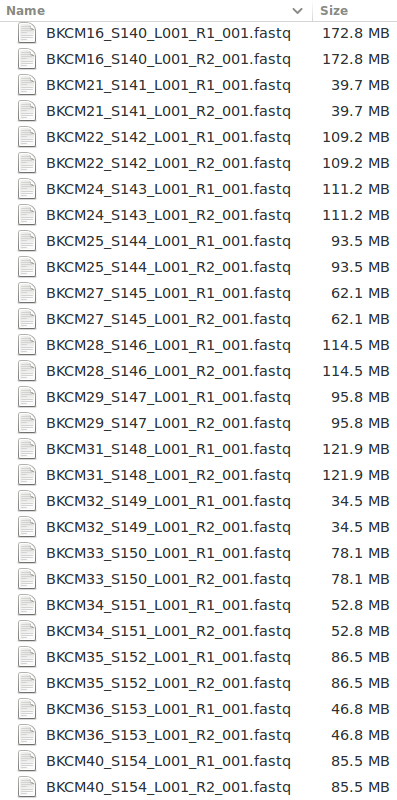 Name Size
BKCM16_S140_L001_R1_001.fastq 172.8 MB
BKCM16_S140_L001_R2_001.fastq 172.8 MB
BKCM21_S141_L001_R1_001.fastq 39.7 MB
BKCM21_S141_L001_R2_001.fastq 39.7 MB
BKCM22_S142_L001_R1_001.fastq 109.2 MB
BKCM22_S142_L001_R2_001.fastq 109.2 MB
BKCM24_S143_L001_R1_001.fastq 111.2 MB
BKCM24_S143_L001_R2_001.fastq 111.2 MB
BKCM25_S144_L001_R1_001.fastq 93.5 MB
BKCM25_S144_L001_R2_001.fastq 93.5 MB
BKCM27_S145_L001_R1_001.fastq 62.1 MB
BKCM27_S145_L001_R2_001.fastq 62.1 MB
BKCM28_S146_L001_R1_001.fastq 114.5 MB
BKCM28_S146_L001_R2_001.fastq 114.5 MB
BKCM29_S147_L001_R1_001.fastq 95.8 MB
BKCM29_S147_L001_R2_001.fastq 95.8 MB
BKCM31_S148_L001_R1_001.fastq 121.9 MB
BKCM31_S148_L001_R2_001.fastq 121.9 MB
BKCM32_S149_L001_R1_001.fastq 34.5 MB
BKCM32_S149_L001_R2_001.fastq 34.5 MB
BKCM33_S150_L001_R1_001.fastq 78.1 MB
BKCM33_S150_L001_R2_001.fastq 78.1 MB
BKCM34_S151_L001_R1_001.fastq 52.8 MB
BKCM34_S151_L001_R2_001.fastq 52.8 MB
BKCM35_S152_L001_R1_001.fastq 86.5 MB
BKCM35_S152_L001_R2_001.fastq 86.5 MB
BKCM36_S153_L001_R1_001.fastq 46.8 MB
BKCM36_S153_L001_R2_001.fastq 46.8 MB
BKCM40_S154_L001_R1_001.fastq 85.5 MB
BKCM40_S154_L001_R2_001.fastq 85.5 MB